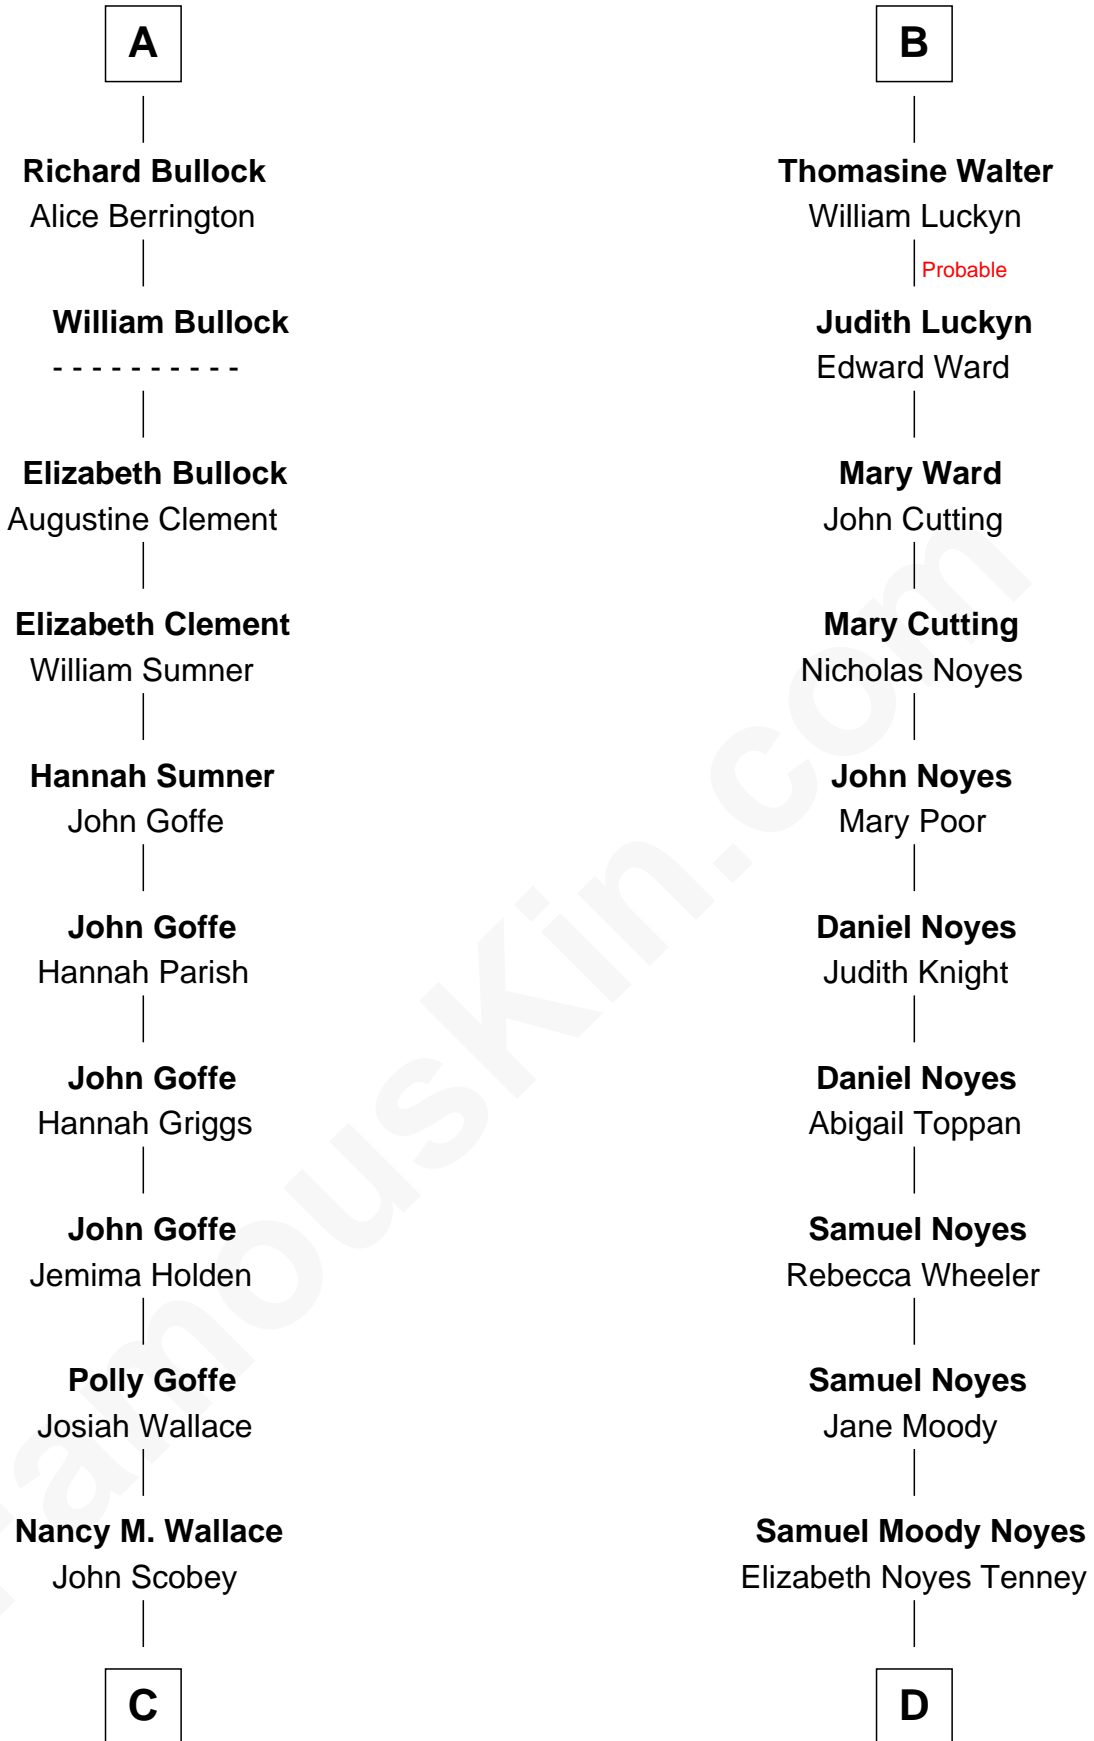 A
Richard Bullock
Alice Berrington
William Bullock
- - - - - - - - - -
Elizabeth Bullock
Augustine Clement
Elizabeth Clement
William Sumner
Hannah Sumner
John Goffe
John Goffe
Hannah Parish
John Goffe
Hannah Griggs
John Goffe
Jemima Holden
Polly Goffe
Josiah Wallace
Nancy M. Wallace
John Scobey
C
B
Thomasine Walter
William Luckyn
Probable
Judith Luckyn
Edward Ward
Mary Ward
John Cutting
Mary Cutting
Nicholas Noyes
John Noyes
Mary Poor
Daniel Noyes
Judith Knight
Daniel Noyes
Abigail Toppan
Samuel Noyes
Rebecca Wheeler
Samuel Noyes
Jane Moody
Samuel Moody Noyes
Elizabeth Noyes Tenney
D
FamousKin.com